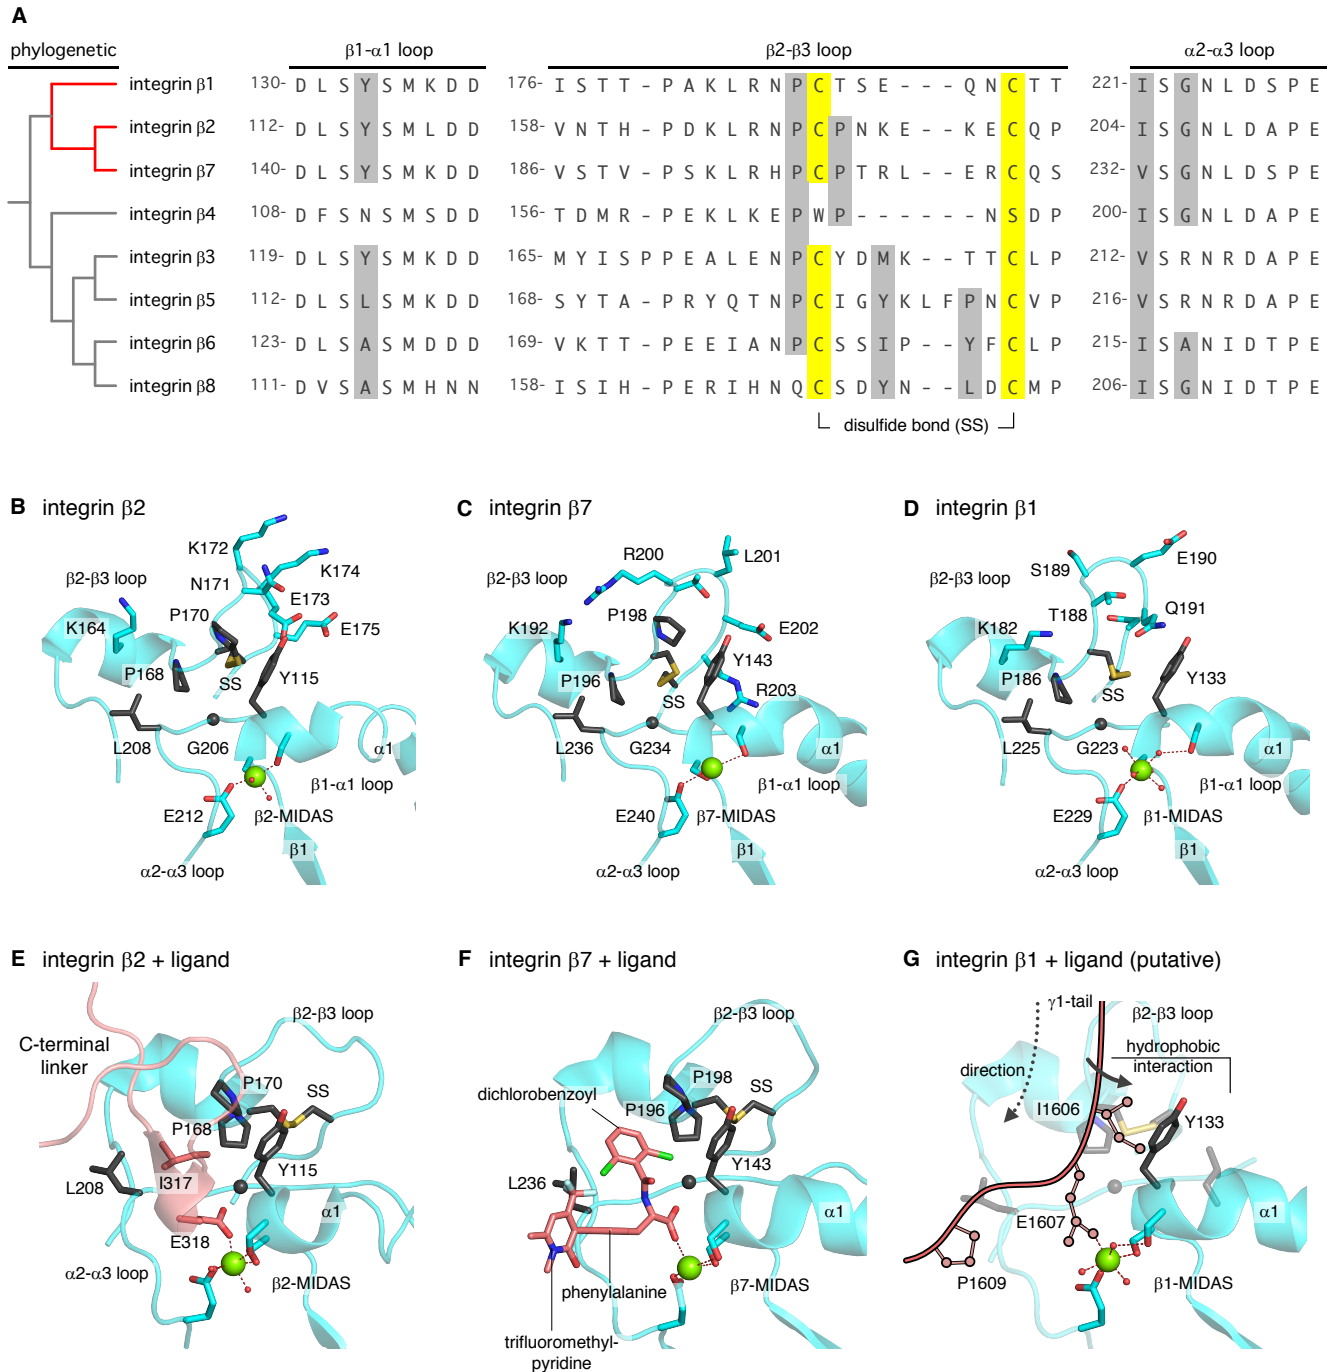 A
phylogenetic β1-α1 loop β2-β3 loop α2-α3 loop
integrin β1 130- D L S Y S M K D D 176- I S T T - P A K L R N P C T S E - - - Q N C T T 221- I S G N L D S P E
integrin β2 112- D L S Y S M L D D 158- V N T H - P D K L R N P C P N K E - - - K E C Q P 204- I S G N L D A P E
integrin β7 140- D L S Y S M K D D 186- V S T V - P S K L R H P C P T R L - - - E R C Q S 232- V S G N L D S P E
integrin β4 108- D F S N S M S D D 156- T D M R - P E K L K E P W P - - - - - - N S D P 200- I S G N L D A P E
integrin β3 119- D L S Y S M K D D 165- M Y I S P P E A L E N P C Y D M K - - T T C L P 212- V S R N R D A P E
integrin β5 112- D L S L S M K D D 168- S Y T A - P R Y Q T N P C I G Y K L F P N C V P 216- V S R N R D A P E
integrin β6 123- D L S A S M D D D 169- V K T T - P E E I A N P C S S I P - - Y F C L P 215- I S A N I D T P E
integrin β8 111- D V S A S M H N N 158- I S I H - P E R I H N Q C S D Y N - - L D C M P 206- I S G N I D T P E
disulfide bond (SS)
B integrin β2
K172
β2-β3 loop
N171
K174
E173
P170
K164
E175
P168
SS
Y115
L208
G206
α1
β1-α1 loop
E212
β2-MIDAS
β1
α2-α3 loop
C integrin β7
R200
L201
β2-β3 loop
K192
P198
E202
Y143
P196
SS
R203
L236
G234
α1
β1-α1 loop
E240
β7-MIDAS
β1
α2-α3 loop
D integrin β1
E190
S189
β2-β3 loop
T188
Q191
K182
P186
SS
Y133
L225
G223
α1
β1-α1 loop
E229
β1-MIDAS
β1
α2-α3 loop
E integrin β2 + ligand
β2-β3 loop
C-terminal
linker
P170
SS
P168
Y115
I317
L208
α1
E318
α2-α3 loop
β2-MIDAS
F integrin β7 + ligand
β2-β3 loop
P198
dichlorobenzoyl
P196
Y143
L236
α1
β7-MIDAS
phenylalanine
trifluoromethyl-
pyridine
G integrin β1 + ligand (putative)
γ1-tail
β2-β3 loop
hydrophobic
interaction
direction
I1606
Y133
E1607
α1
P1609
β1-MIDAS